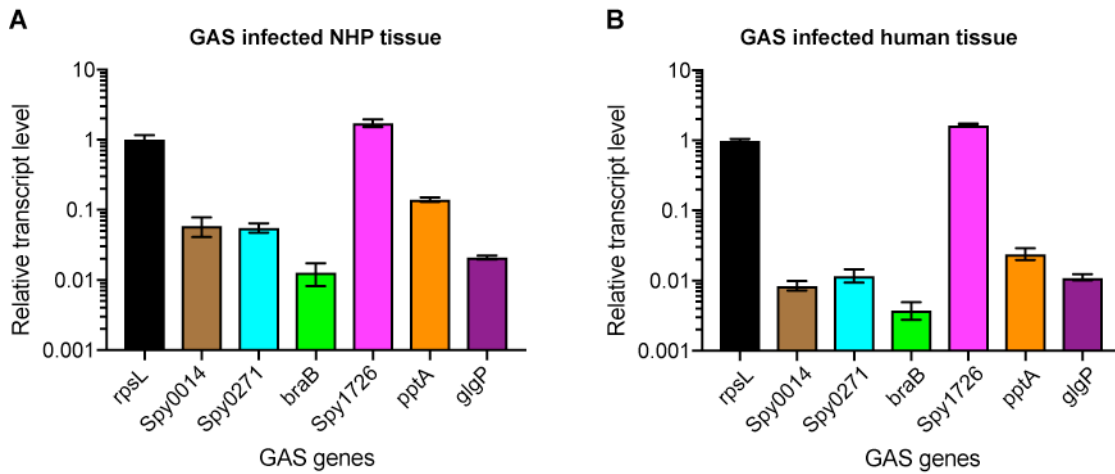 A
GAS infected NHP tissue
Relative transcript level
10
1
0.1
0.01
0.001
rpsL
Spy0014
Spy0271
braB
Spy1726
pptA
glgP
GAS genes
B
GAS infected human tissue
Relative transcript level
10
1
0.1
0.01
0.001
rpsL
Spy0014
Spy0271
braB
Spy1726
pptA
glgP
GAS genes